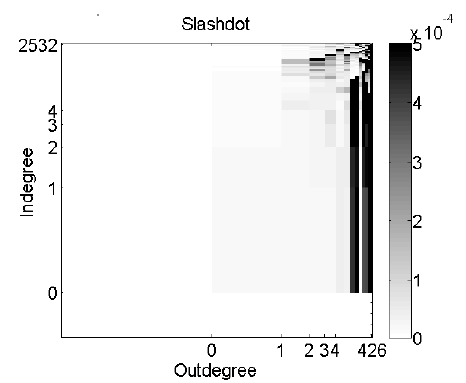 Slashdot
x 10-4
2532
4
3
2
1
0
Indegree
5
4
3
2
1
0
0 1 2 3 4 426
Outdegree